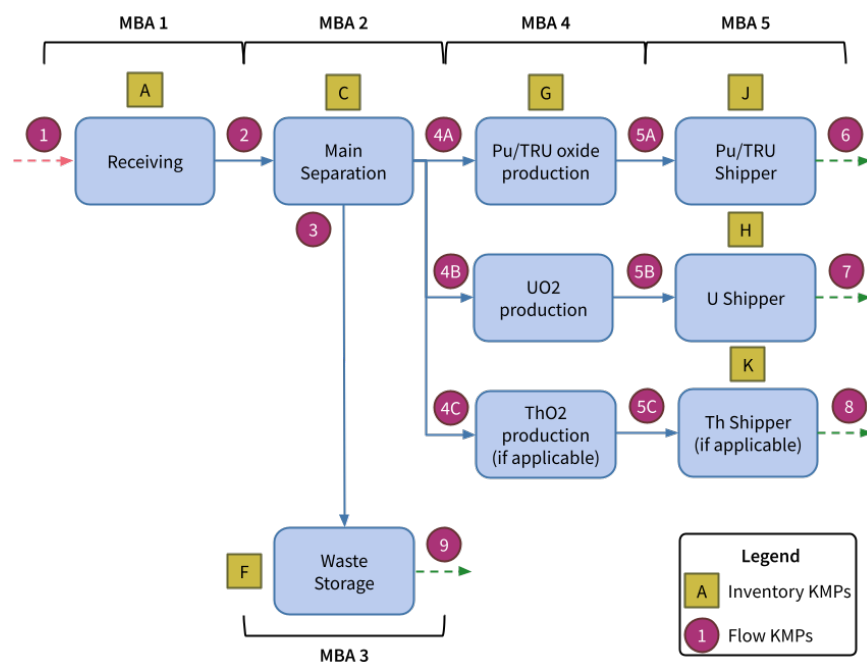 MBA 1
MBA 2
MBA 4
MBA 5
A
C
G
J
1
2
4A
5A
6
Receiving
Main
Separation
Pu/TRU oxide
production
Pu/TRU
Shipper
3
H
4B
5B
7
UO2
production
U Shipper
K
4C
5C
8
ThO2
production
(if applicable)
Th Shipper
(if applicable)
9
F
Waste
Storage
MBA 3
Legend
A
Inventory KMPs
1
Flow KMPs